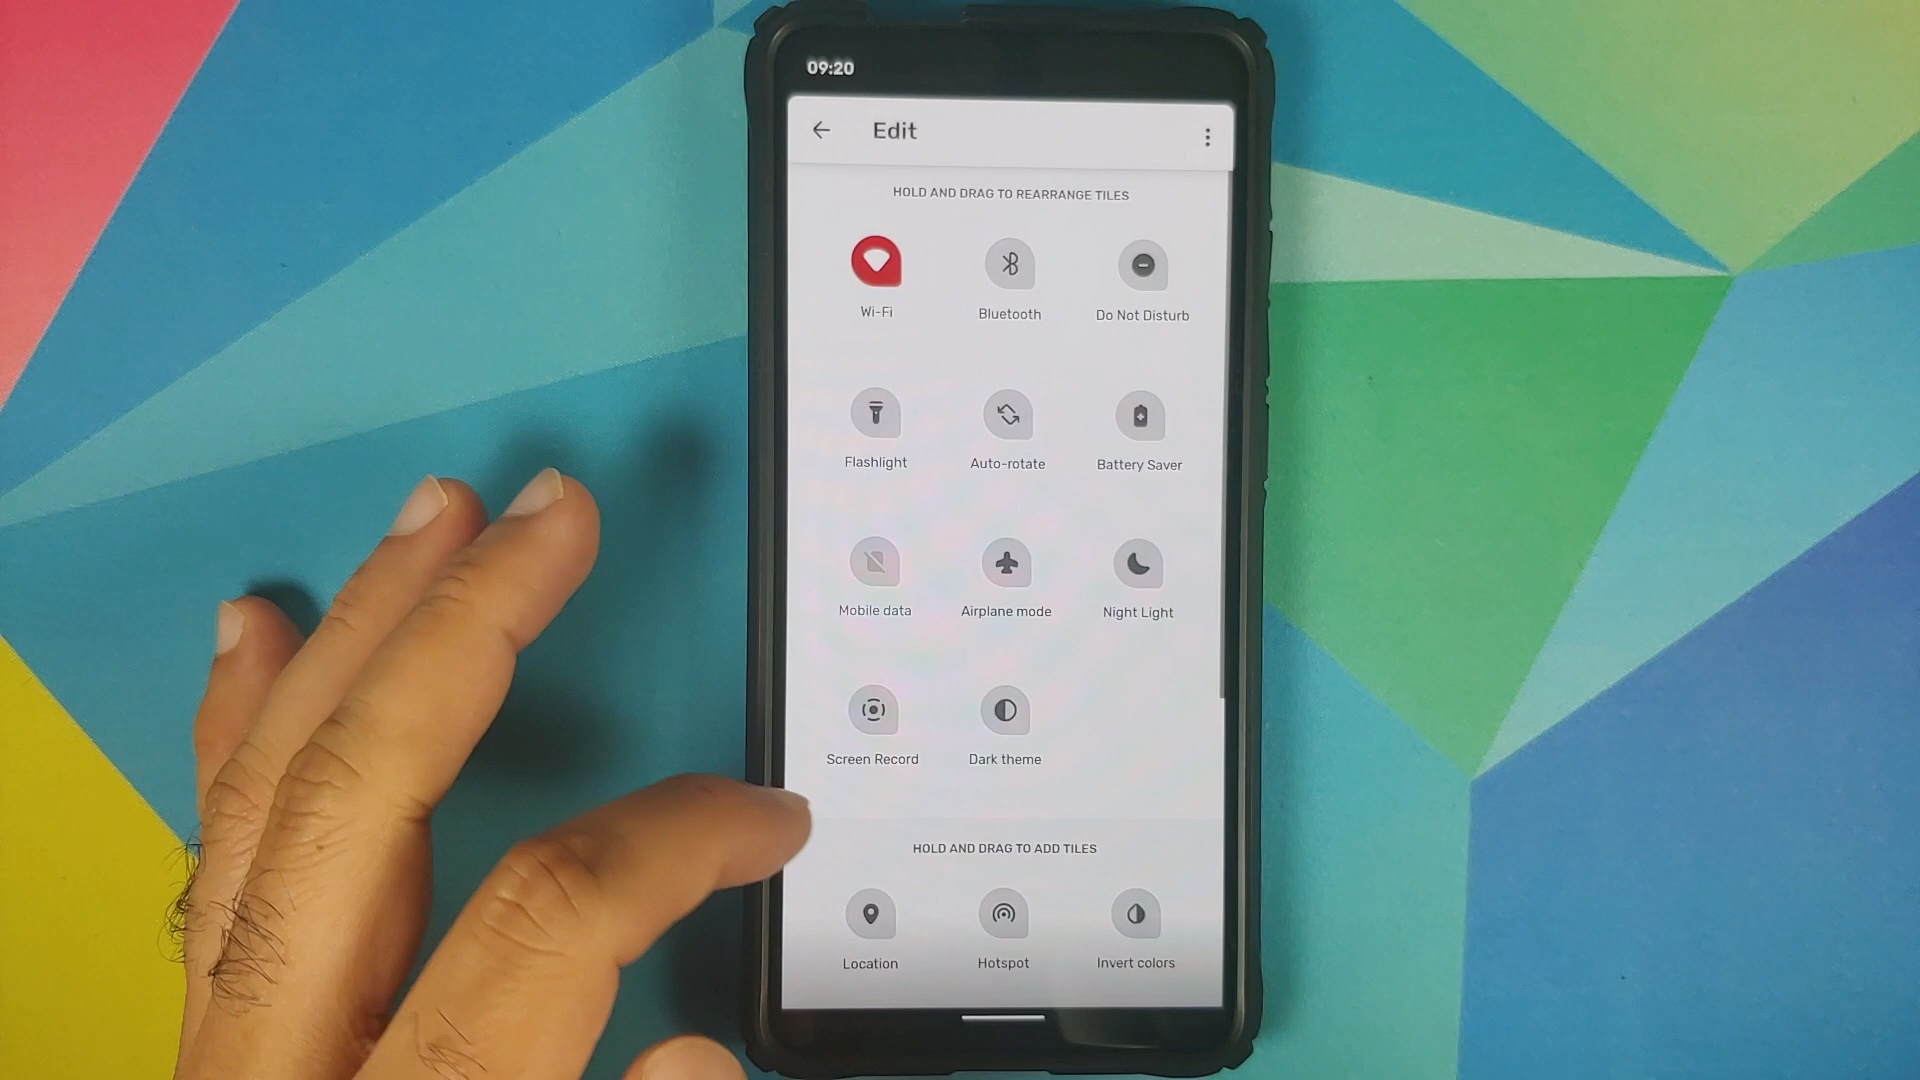 09:20
Edit
HOLD AND DRAG TO REARRANGE TILES
Wi-Fi
Bluetooth
Do Not Disturb
Flashlight
Auto-rotate
Battery Saver
Mobile data
Airplane mode
Night Light
Screen Record
Dark theme
HOLD AND DRAG TO ADD TILES
Location
Hotspot
Invert colors